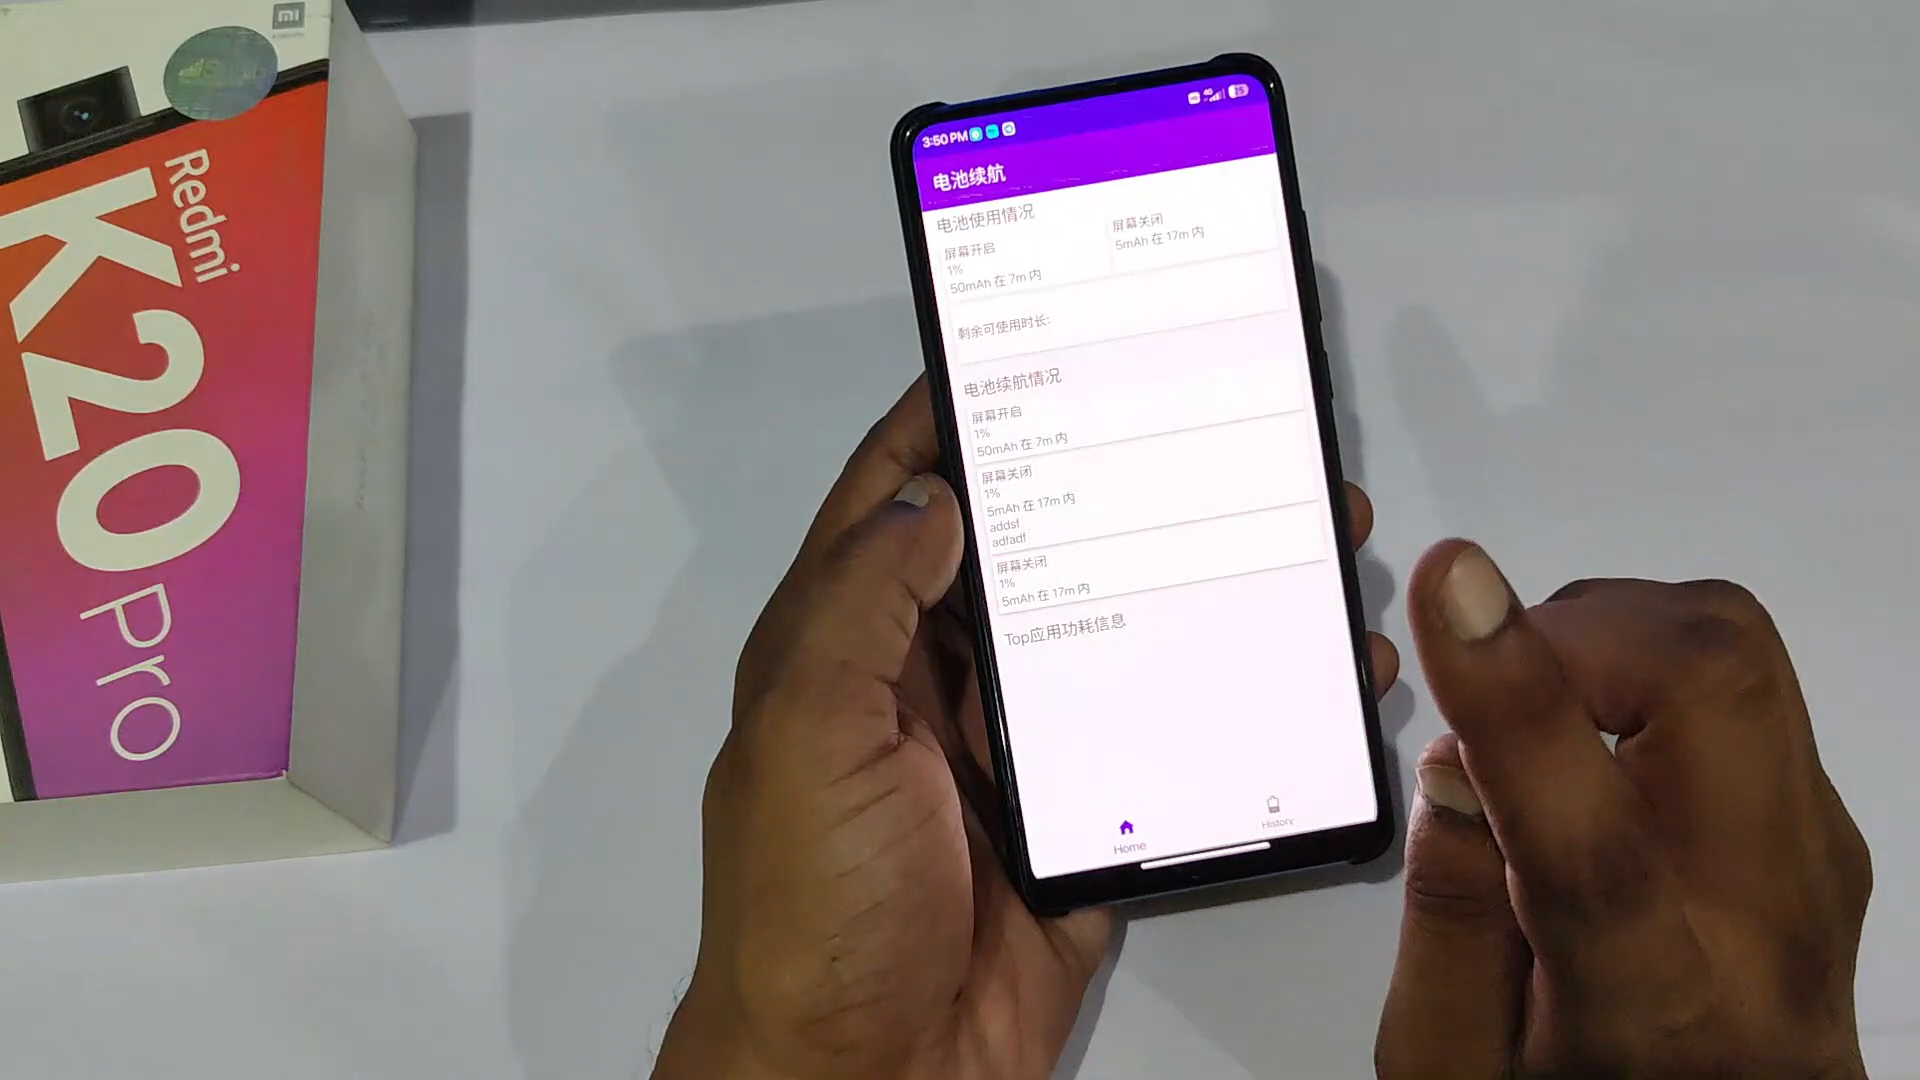 mi
Redmi
K20 Pro
3:50 PM
4G
电池续航
电池使用情况
屏幕开启
1%
50mAh 在 7m 内
屏幕关闭
5mAh 在 17m 内
剩余可使用时长:
电池续航情况
屏幕开启
1%
50mAh 在 7m 内
屏幕关闭
1%
5mAh 在 17m 内
addsf
adfadf
屏幕关闭
1%
5mAh 在 17m 内
Top应用功耗信息
Home
History